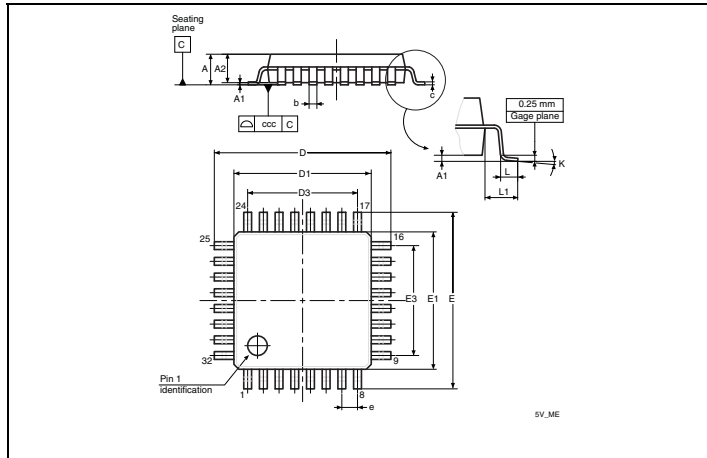 Seating
plane
C
A
A2
A1
b
c
ccc
C
0.25 mm
Gage plane
A1
K
L
L1
D
D1
D3
24
17
25
16
E3
E1
E
32
9
Pin 1
identification
1
8
e
5V_ME